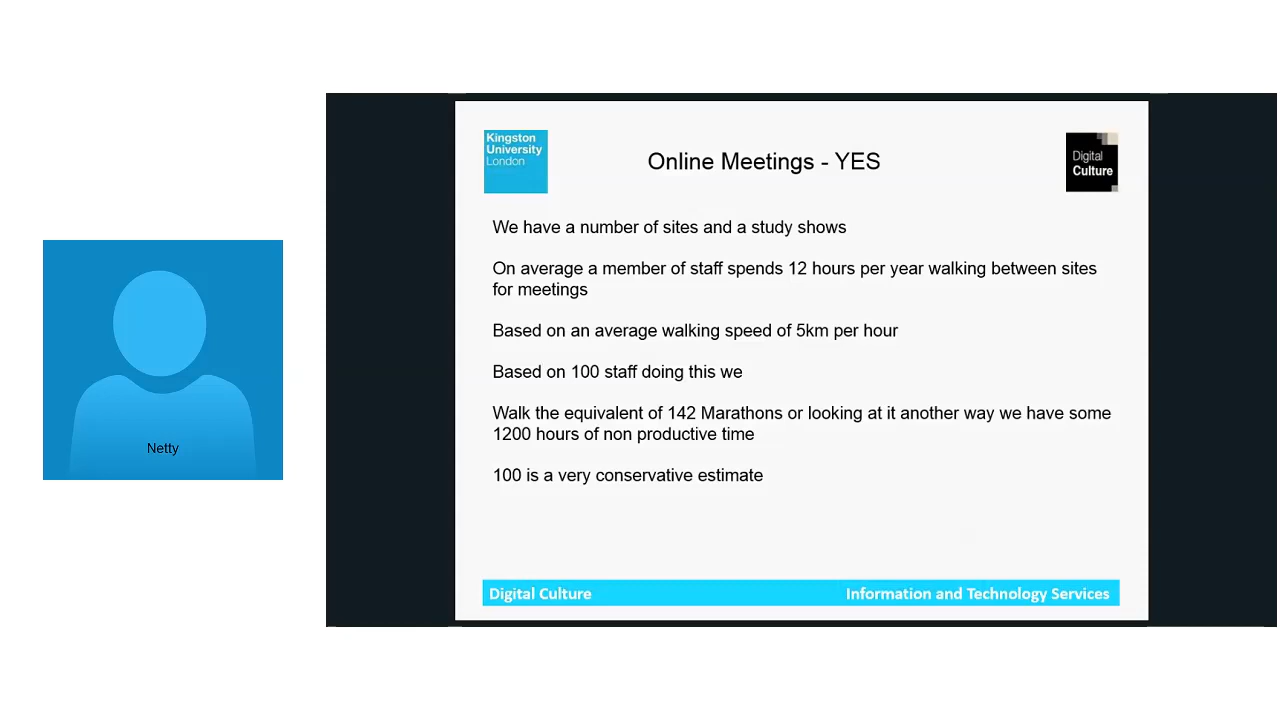 Kingston
University
London
Online Meetings - YES
Digital
Culture
We have a number of sites and a study shows
On average a member of staff spends 12 hours per year walking between sites
for meetings
Based on an average walking speed of 5km per hour
Based on 100 staff doing this we
Walk the equivalent of 142 Marathons or looking at it another way we have some
1200 hours of non productive time
100 is a very conservative estimate
Netty
Digital Culture
Information and Technology Services